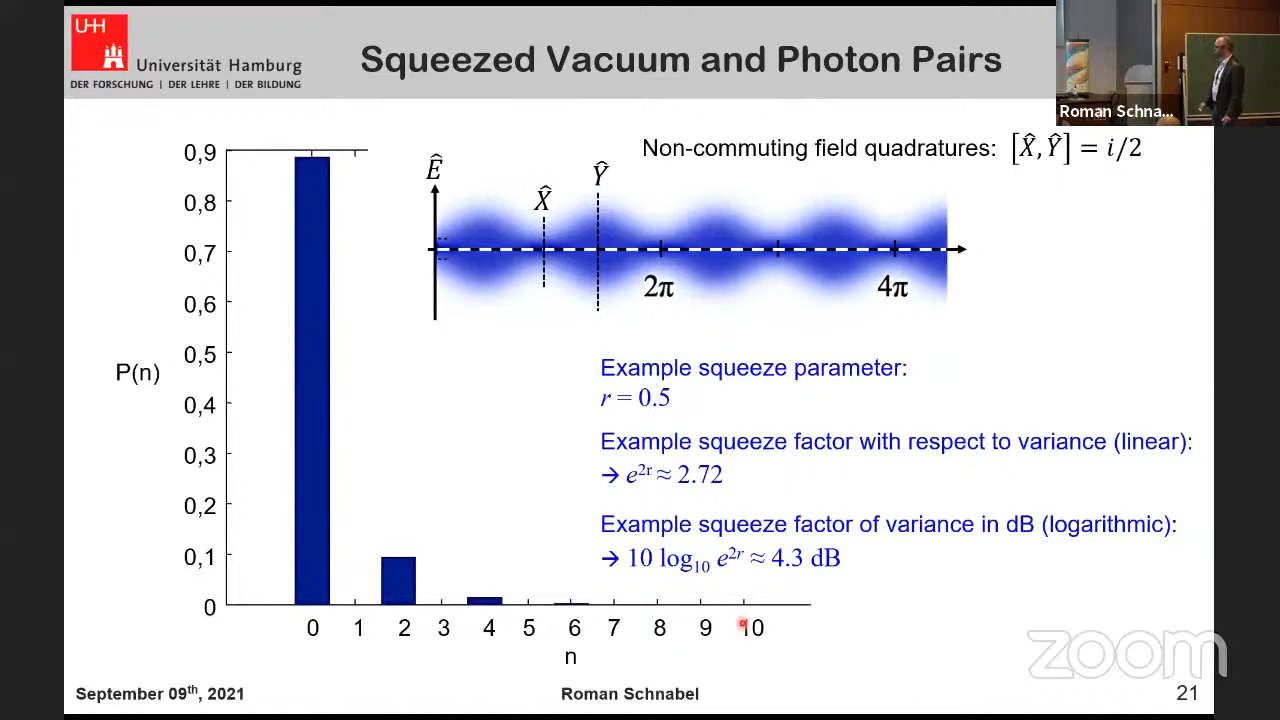 UHH
Universität Hamburg
DER FORSCHUNG | DER LEHRE | DER BILDUNG
Squeezed Vacuum and Photon Pairs
Roman Schna...
Non-commuting field quadratures: [X̂, Ŷ] = i/2
0,9
0,8
0,7
0,6
0,5
0,4
0,3
0,2
0,1
0
P(n)
0 1 2 3 4 5 6 7 8 9 10
n
Ê
X̂
Ŷ
2π
4π
Example squeeze parameter:
r = 0.5
Example squeeze factor with respect to variance (linear):
→ e²ʳ ≈ 2.72
Example squeeze factor of variance in dB (logarithmic):
→ 10 log₁₀ e²ʳ ≈ 4.3 dB
zoom
September 09th, 2021
Roman Schnabel
21